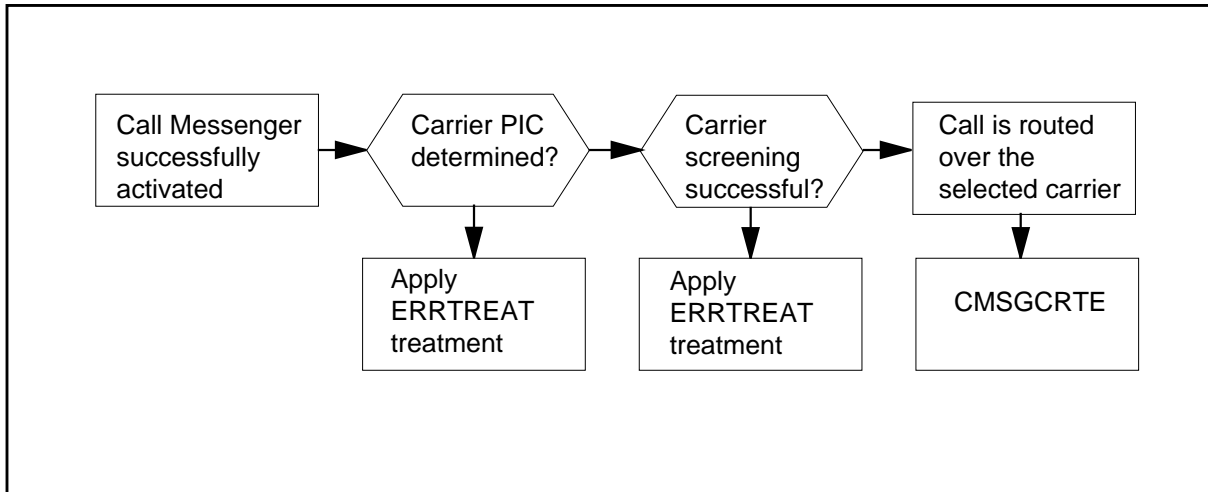 Call Messenger
successfully
activated
Carrier PIC
determined?
Carrier
screening
successful?
Call is routed
over the
selected carrier
Apply
ERRTREAT
treatment
Apply
ERRTREAT
treatment
CMSGCRTE